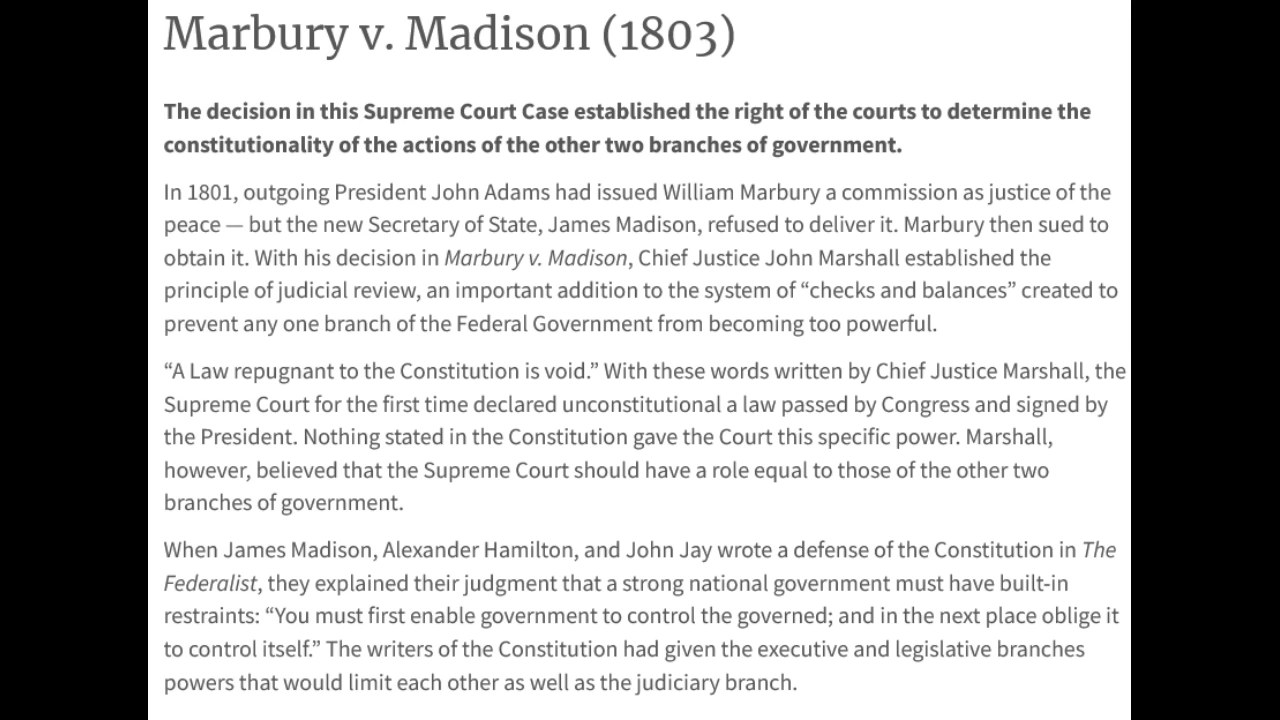 Marbury v. Madison (1803)
The decision in this Supreme Court Case established the right of the courts to determine the
constitutionality of the actions of the other two branches of government.
In 1801, outgoing President John Adams had issued William Marbury a commission as justice of the
peace — but the new Secretary of State, James Madison, refused to deliver it. Marbury then sued to
obtain it. With his decision in Marbury v. Madison, Chief Justice John Marshall established the
principle of judicial review, an important addition to the system of “checks and balances” created to
prevent any one branch of the Federal Government from becoming too powerful.
“A Law repugnant to the Constitution is void.” With these words written by Chief Justice Marshall, the
Supreme Court for the first time declared unconstitutional a law passed by Congress and signed by
the President. Nothing stated in the Constitution gave the Court this specific power. Marshall,
however, believed that the Supreme Court should have a role equal to those of the other two
branches of government.
When James Madison, Alexander Hamilton, and John Jay wrote a defense of the Constitution in The
Federalist, they explained their judgment that a strong national government must have built-in
restraints: “You must first enable government to control the governed; and in the next place oblige it
to control itself.” The writers of the Constitution had given the executive and legislative branches
powers that would limit each other as well as the judiciary branch.